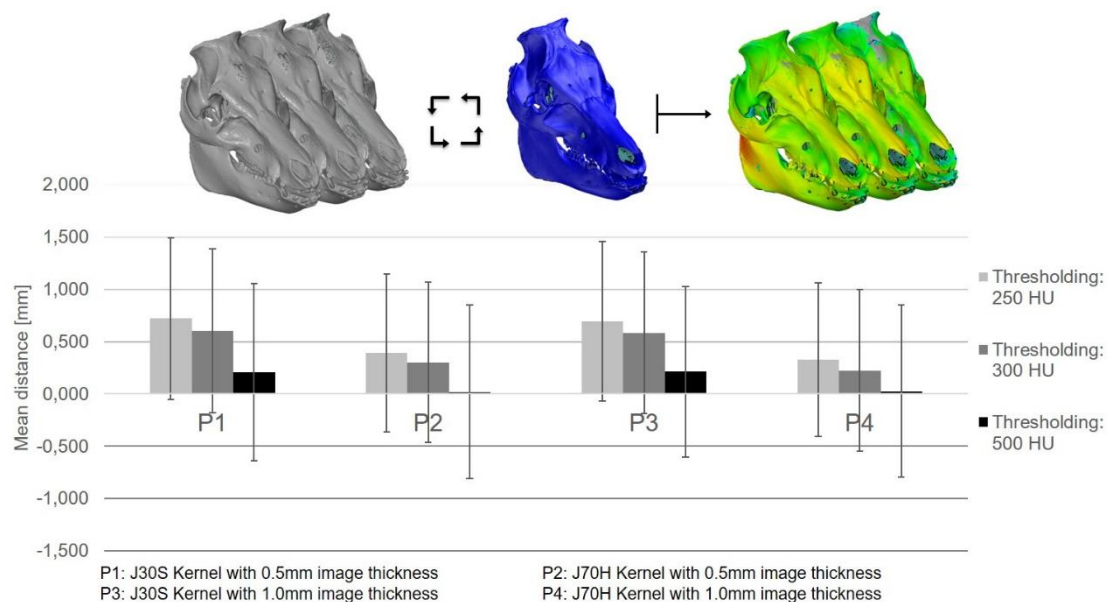 2,000
1,500
1,000
0,500
0,000
-0,500
-1,000
-1,500
Mean distance [mm]
P1
P2
P3
P4
Thresholding:
250 HU
Thresholding:
300 HU
Thresholding:
500 HU
P1: J30S Kernel with 0.5mm image thickness
P2: J70H Kernel with 0.5mm image thickness
P3: J30S Kernel with 1.0mm image thickness
P4: J70H Kernel with 1.0mm image thickness